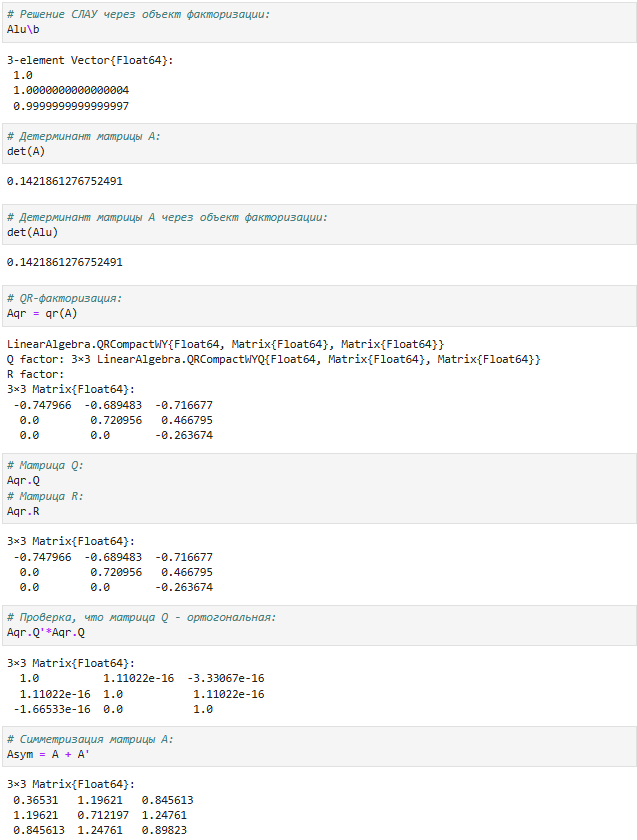 # Решение СЛАУ через объект факторизации:
Alu\b
3-element Vector{Float64}:
 1.0
 1.0000000000000004
 0.9999999999999997
# Детерминант матрицы A:
det(A)
0.1421861276752491
# Детерминант матрицы A через объект факторизации:
det(Alu)
0.1421861276752491
# QR-факторизация:
Aqr = qr(A)
LinearAlgebra.QRCompactWY{Float64, Matrix{Float64}, Matrix{Float64}}
Q factor: 3×3 LinearAlgebra.QRCompactWYQ{Float64, Matrix{Float64}, Matrix{Float64}}
R factor:
3×3 Matrix{Float64}:
 -0.747966  -0.689483  -0.716677
  0.0        0.720956   0.466795
  0.0        0.0       -0.263674
# Матрица Q:
Aqr.Q
# Матрица R:
Aqr.R
3×3 Matrix{Float64}:
 -0.747966  -0.689483  -0.716677
  0.0        0.720956   0.466795
  0.0        0.0       -0.263674
# Проверка, что матрица Q - ортогональная:
Aqr.Q'*Aqr.Q
3×3 Matrix{Float64}:
  1.0          1.11022e-16  -3.33067e-16
  1.11022e-16  1.0           1.11022e-16
 -1.66533e-16  0.0           1.0
# Симметризация матрицы A:
Asym = A + A'
3×3 Matrix{Float64}:
 0.36531   1.19621   0.845613
 1.19621   0.712197  1.24761
 0.845613  1.24761   0.89823